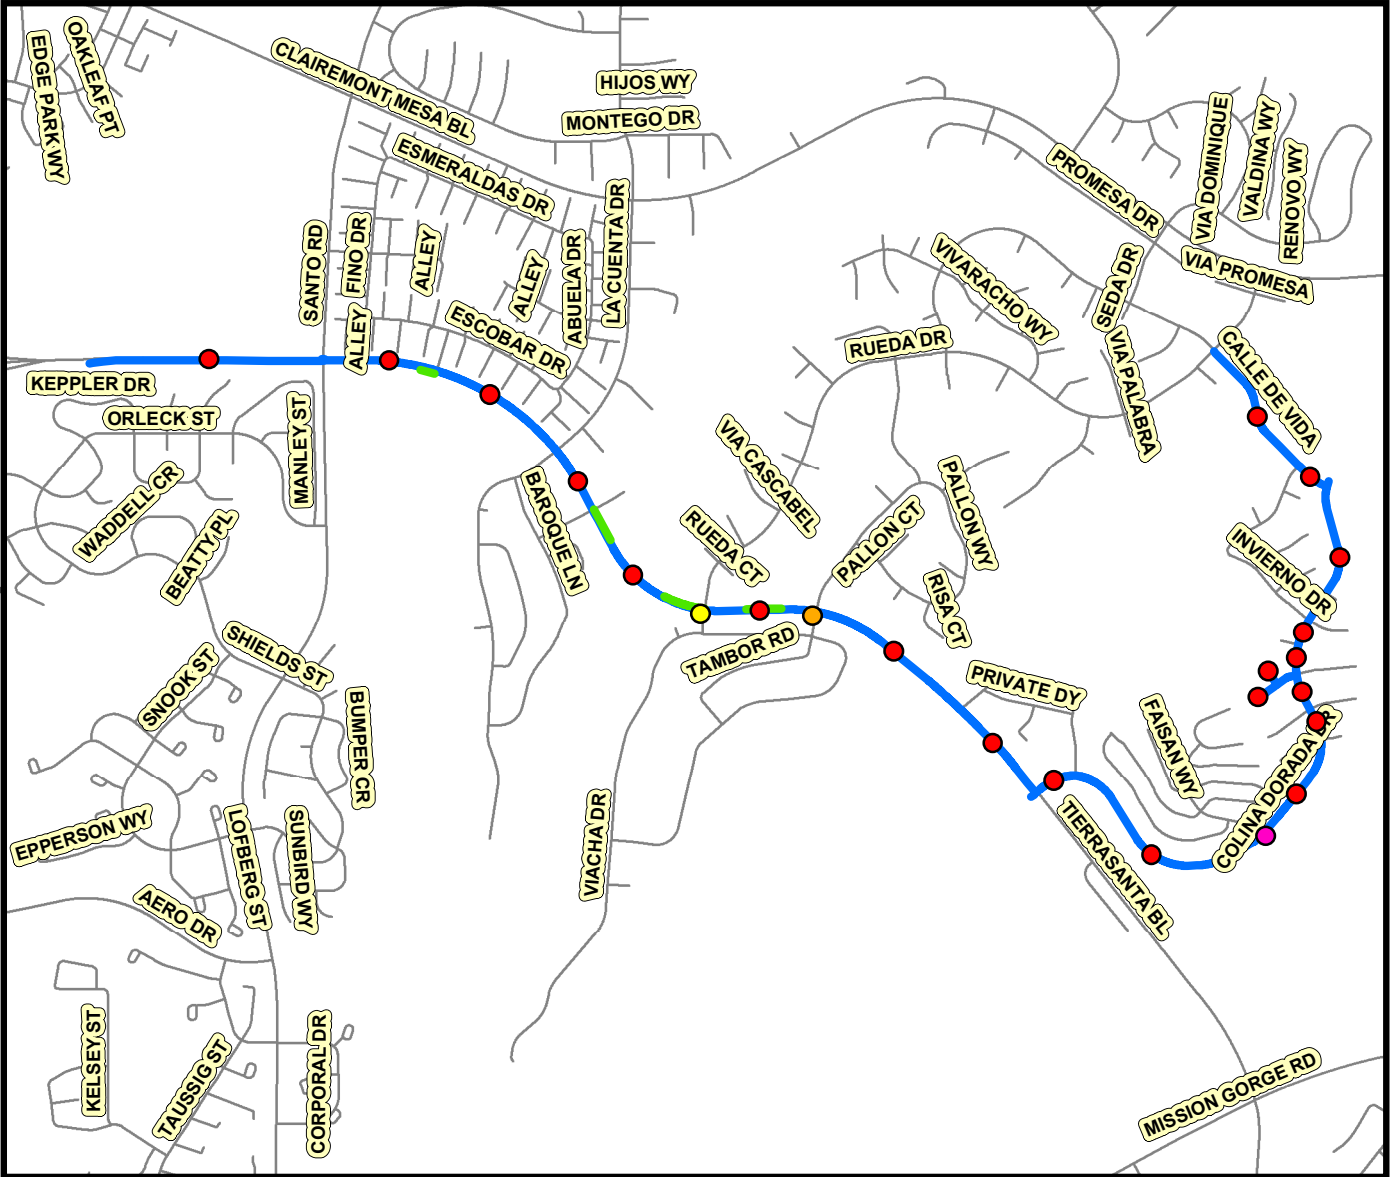 EDGE PARK WY
OAKLEAF PT
CLAIREMONT MESA BL
HIJOS WY
MONTEGO DR
ESMERALDAS DR
PROMESA DR
VIA DOMINIQUE
VALDINA WY
RENOVO WY
SANTO RD
FINO DR
ALLEY
ALLEY
ABUELA DR
LA CUENTA DR
VIVARACHO WY
SEDA DR
VIA PROMESA
ALLEY
ESCOBAR DR
RUEDA DR
VIA PALABRA
CALLE DE VIDA
KEPPLER DR
ORLECK ST
MANLEY ST
WADDELL CR
BEATTY PL
BAROQUE LN
VIA CASCABEL
RUEDA CT
PALLON CT
PALLON WY
RISA CT
INVIERNO DR
SHIELDS ST
SNOOK ST
TAMBOR RD
PRIVATE DY
BUMPER CR
FAISAN WY
COLINA DORADA DR
EPPERSON WY
LOFBERG ST
SUNBIRD WY
VIACHA DR
TIERRASANTA BL
AERO DR
KELSEY ST
TAUSSIG ST
CORPORAL DR
MISSION GORGE RD